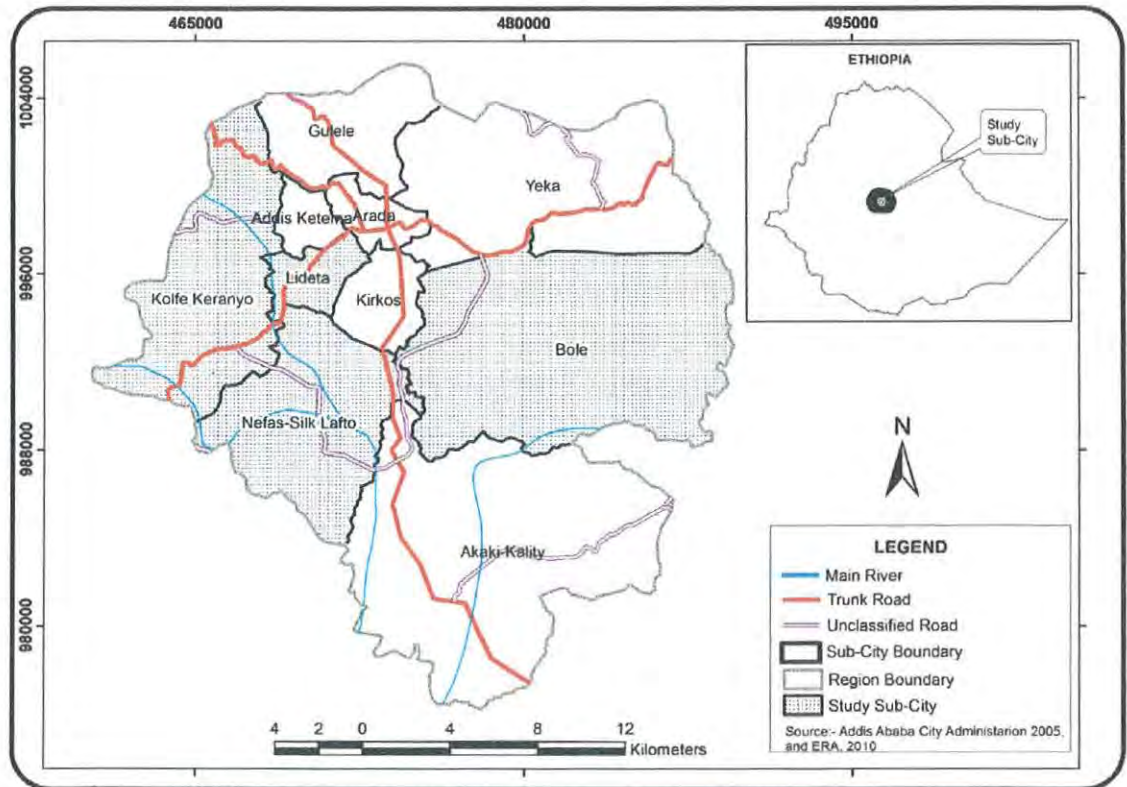 465000 480000 495000
1004000
996000
988000
980000
ETHIOPIA
Study
Sub-City
Gulele
Yeka
Addis Ketema
Arada
Lideta
Kirkos
Kolfe Keranyo
Bole
Nefas-Silk Lafto
Akaki-Kality
N
LEGEND
Main River
Trunk Road
Unclassified Road
Sub-City Boundary
Region Boundary
Study Sub-City
Source:- Addis Ababa City Administarion 2005,
and ERA, 2010
4 2 0 4 8 12
Kilometers